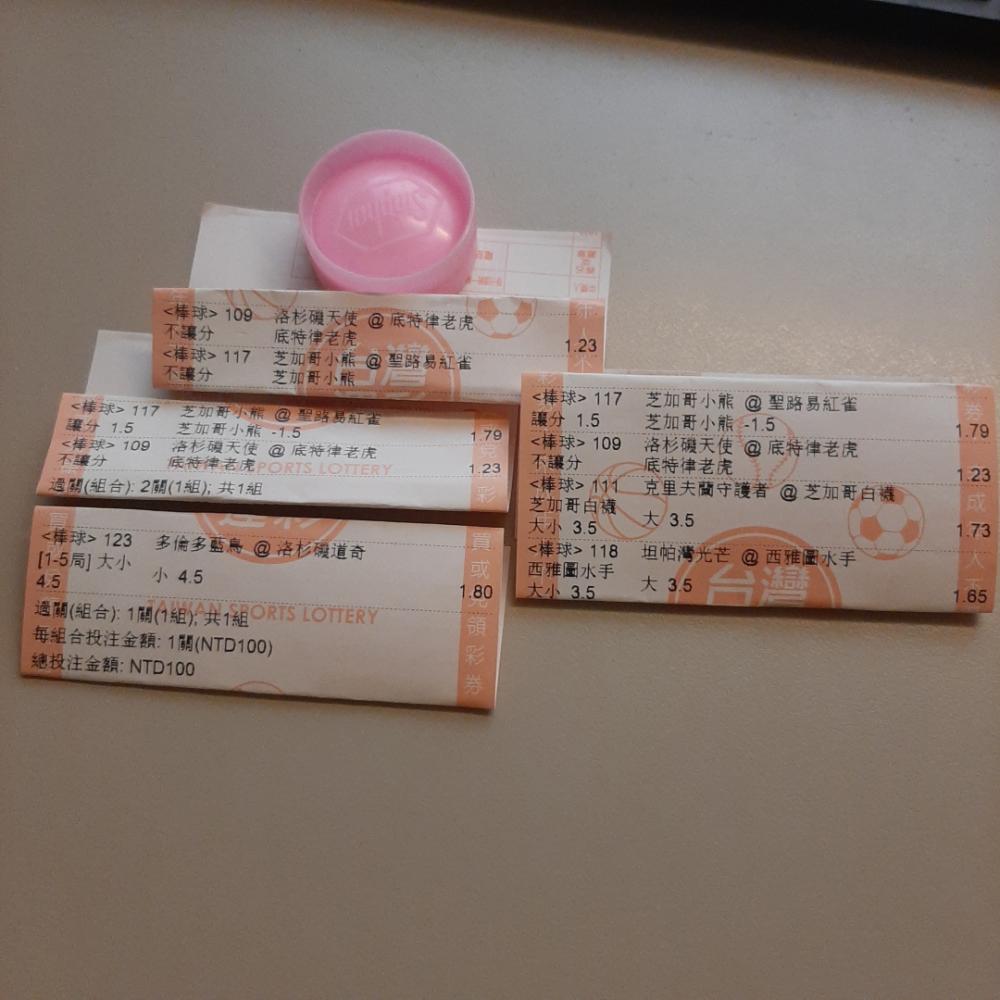 <棒球> 109 洛杉磯天使 @ 底特律老虎
不讓分 底特律老虎 1.23
<棒球> 117 芝加哥小熊 @ 聖路易紅雀
不讓分 芝加哥小熊
<棒球> 117 芝加哥小熊 @ 聖路易紅雀
讓分 1.5 芝加哥小熊 -1.5 1.79
<棒球> 109 洛杉磯天使 @ 底特律老虎
不讓分 底特律老虎 1.23
SPORTS LOTTERY
過關(組合): 2關(1組); 共1組
<棒球> 123 多倫多藍鳥 @ 洛杉磯道奇
[1-5局] 大小
4.5 小 4.5 1.80
TAIWAN SPORTS LOTTERY
過關(組合): 1關(1組); 共1組
每組合投注金額: 1關(NTD100)
總投注金額: NTD100
買或兌領彩券
<棒球> 117 芝加哥小熊 @ 聖路易紅雀
讓分 1.5 芝加哥小熊 -1.5 1.79
<棒球> 109 洛杉磯天使 @ 底特律老虎
不讓分 底特律老虎 1.23
<棒球> 111 克里夫蘭守護者 @ 芝加哥白襪
芝加哥白襪
大小 3.5 大 3.5 1.73
<棒球> 118 坦帕灣光芒 @ 西雅圖水手
西雅圖水手
大小 3.5 大 3.5 1.65
台灣